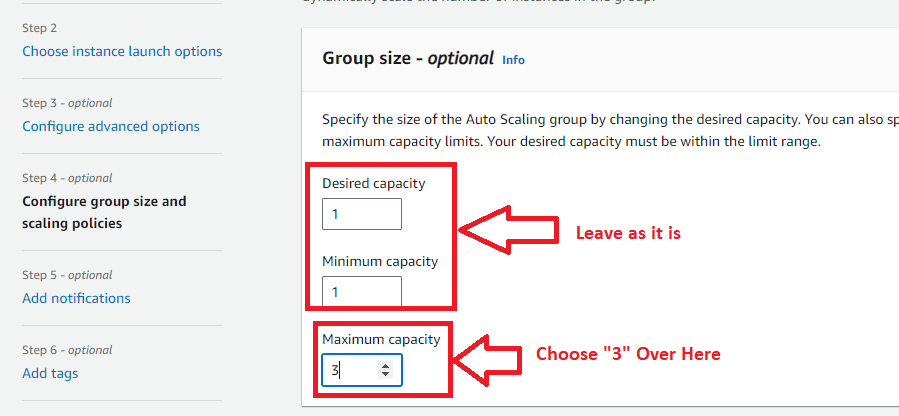 dynamically scale the number of instances in the group.
Step 2
Choose instance launch options
Step 3 - optional
Configure advanced options
Step 4 - optional
Configure group size and
scaling policies
Step 5 - optional
Add notifications
Step 6 - optional
Add tags
Group size - optional Info
Specify the size of the Auto Scaling group by changing the desired capacity. You can also sp
maximum capacity limits. Your desired capacity must be within the limit range.
Desired capacity
1
Minimum capacity
1
Leave as it is
Maximum capacity
3
Choose "3" Over Here